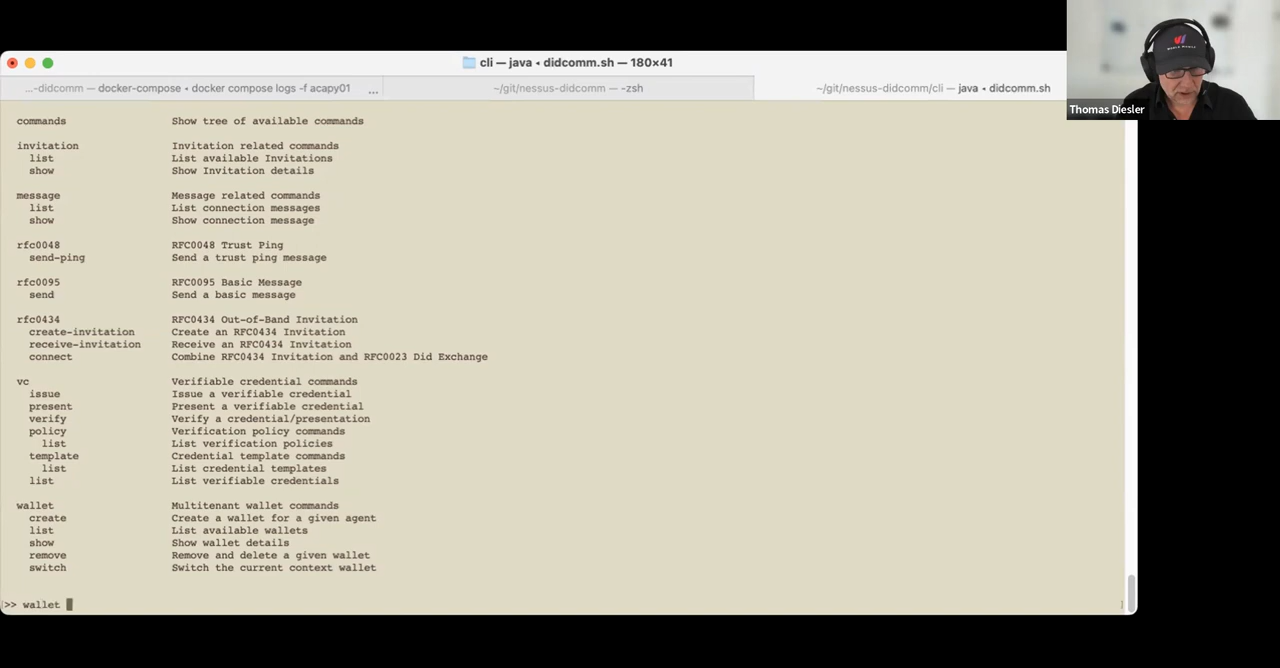 cli — java ◂ didcomm.sh — 180×41
...-didcomm — docker-compose ◂ docker compose logs -f acapy01 ...
~/git/nessus-didcomm — -zsh
~/git/nessus-didcomm/cli — java ◂ didcomm.sh
Thomas Diesler
commands Show tree of available commands
invitation Invitation related commands
list List available Invitations
show Show Invitation details
message Message related commands
list List connection messages
show Show connection message
rfc0048 RFC0048 Trust Ping
send-ping Send a trust ping message
rfc0095 RFC0095 Basic Message
send Send a basic message
rfc0434 RFC0434 Out-of-Band Invitation
create-invitation Create an RFC0434 Invitation
receive-invitation Receive an RFC0434 Invitation
connect Combine RFC0434 Invitation and RFC0023 Did Exchange
vc Verifiable credential commands
issue Issue a verifiable credential
present Present a verifiable credential
verify Verify a credential/presentation
policy Verification policy commands
list List verification policies
template Credential template commands
list List credential templates
list List verifiable credentials
wallet Multitenant wallet commands
create Create a wallet for a given agent
list List available wallets
show Show wallet details
remove Remove and delete a given wallet
switch Switch the current context wallet
>> wallet